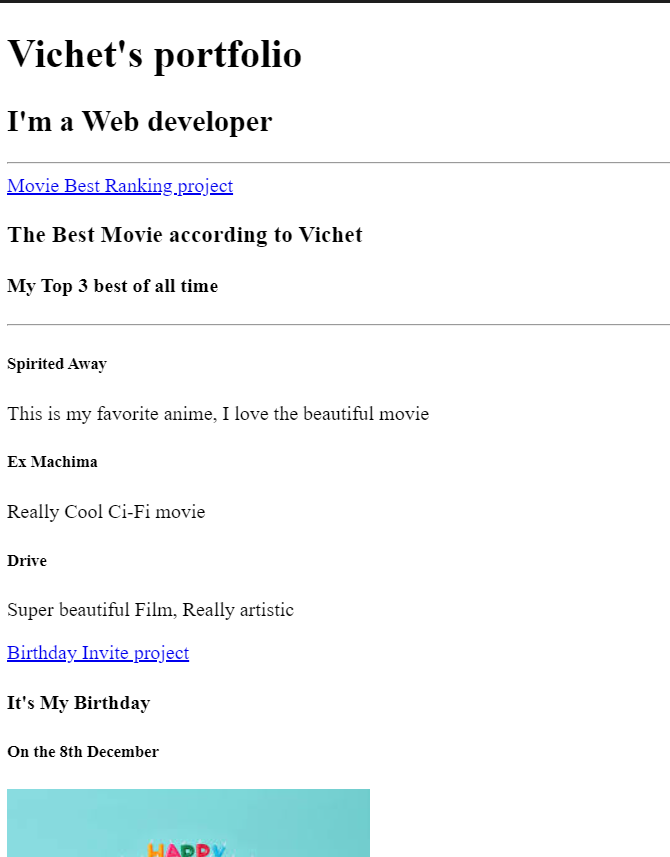 Vichet's portfolio
I'm a Web developer
Movie Best Ranking project
The Best Movie according to Vichet
My Top 3 best of all time
Spirited Away
This is my favorite anime, I love the beautiful movie
Ex Machima
Really Cool Ci-Fi movie
Drive
Super beautiful Film, Really artistic
Birthday Invite project
It's My Birthday
On the 8th December
HAPPY